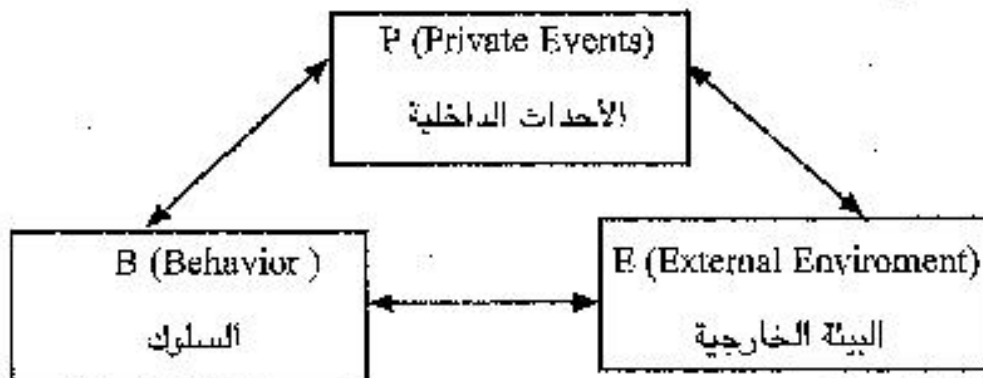 P (Private Events)
الأحداث الداخلية
B (Behavior )
السلوك
E (External Enviroment)
البيئة الخارجية